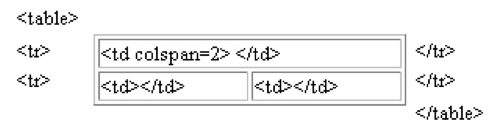 <table>
<tr> <td colspan=2> </td> </tr>
<tr> <td></td> <td></td> </tr>
</table>